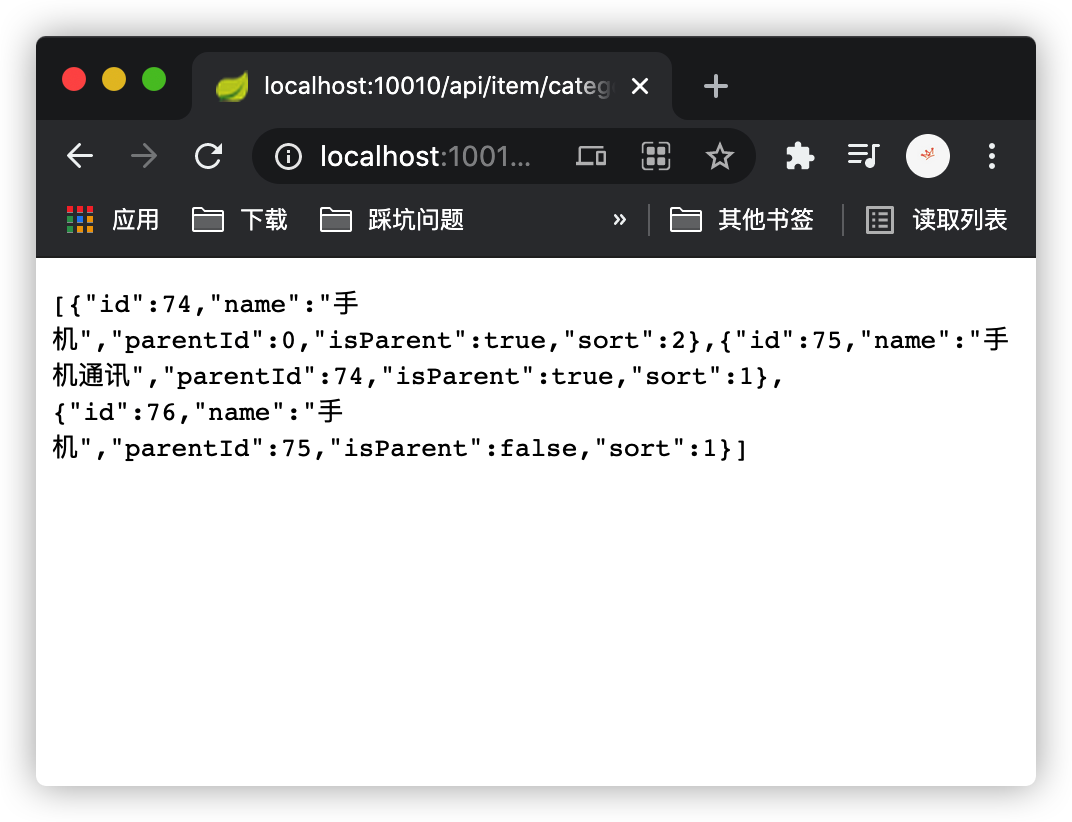 localhost:10010/api/item/categ
localhost:1001...
应用 下载 踩坑问题 » 其他书签 读取列表
[{"id":74,"name":"手
机","parentId":0,"isParent":true,"sort":2},{"id":75,"name":"手
机通讯","parentId":74,"isParent":true,"sort":1},
{"id":76,"name":"手
机","parentId":75,"isParent":false,"sort":1}]